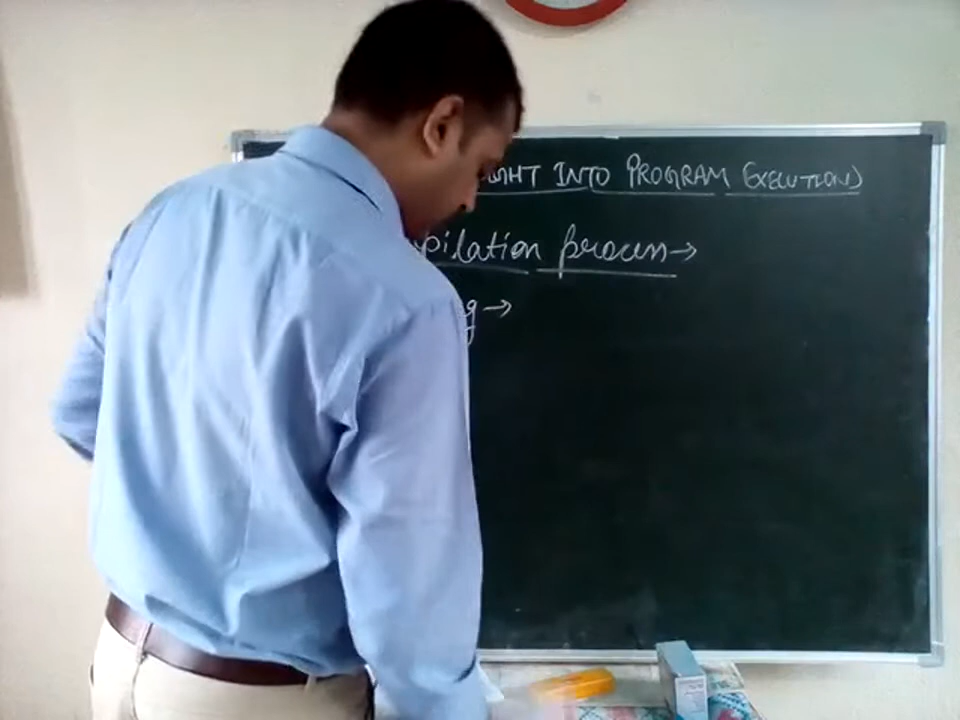 INTO PROGRAM EXECUTION)
pilation process→
g→